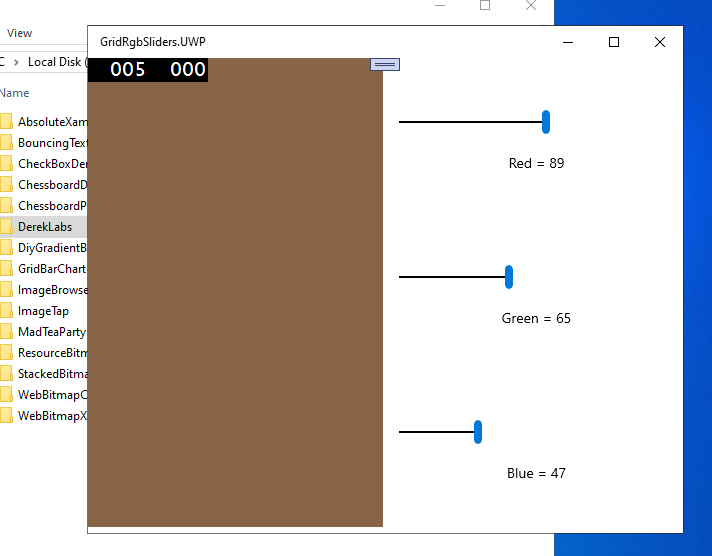 View
GridRgbSliders.UWP
C > Local Disk (
005 000
Name
AbsoluteXam
BouncingText
CheckBoxDer
ChessboardD
ChessboardP
DerekLabs
DiyGradientB
GridBarChart
ImageBrowse
ImageTap
MadTeaParty
ResourceBitm
StackedBitma
WebBitmapC
WebBitmapX
Red = 89
Green = 65
Blue = 47